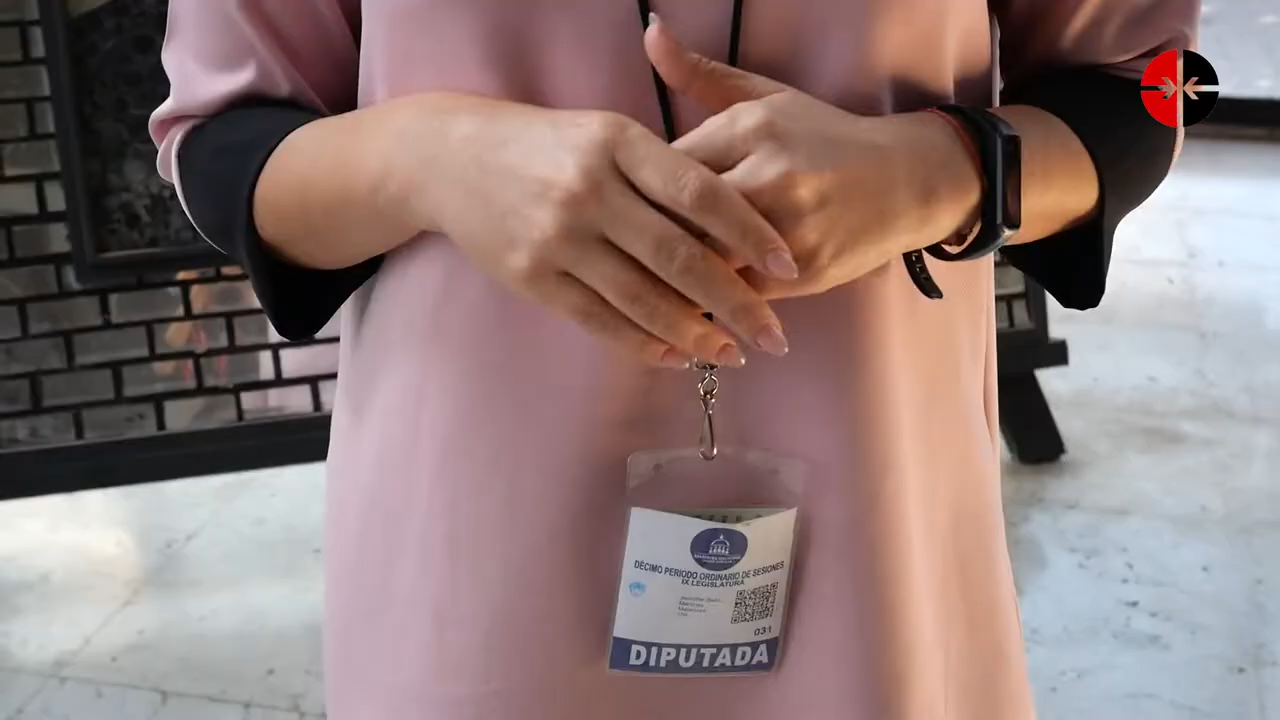 DÉCIMO PERIODO ORDINARIO DE SESIONES
IX LEGISLATURA
031
DIPUTADA